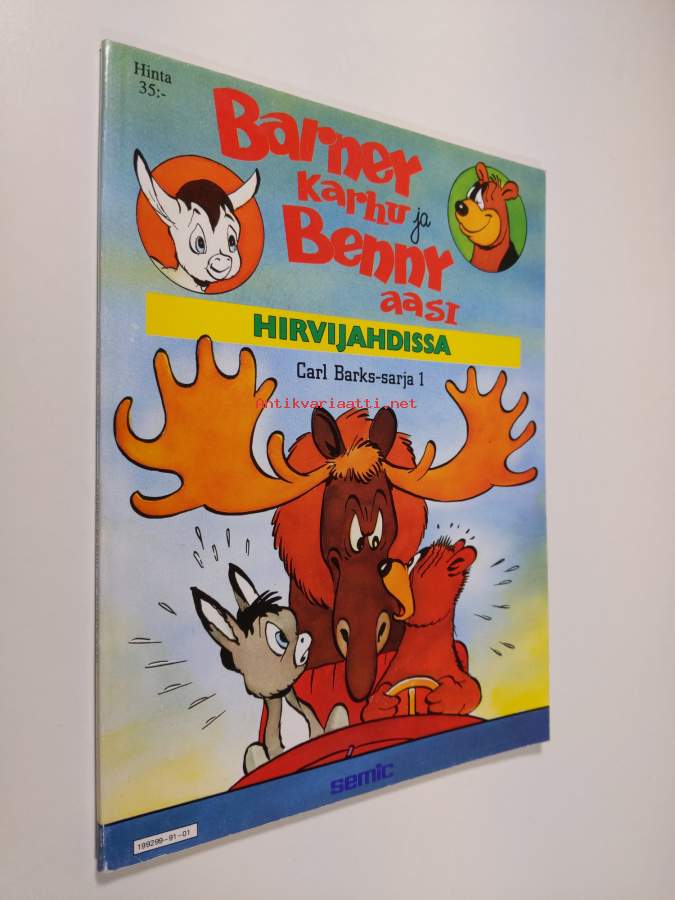 Hinta
35:-
Barney
Karhu ja
Benny
aasi
HIRVIJAHDISSA
Carl Barks-sarja 1
Antikvariaatti.net
semic
199299-91-01